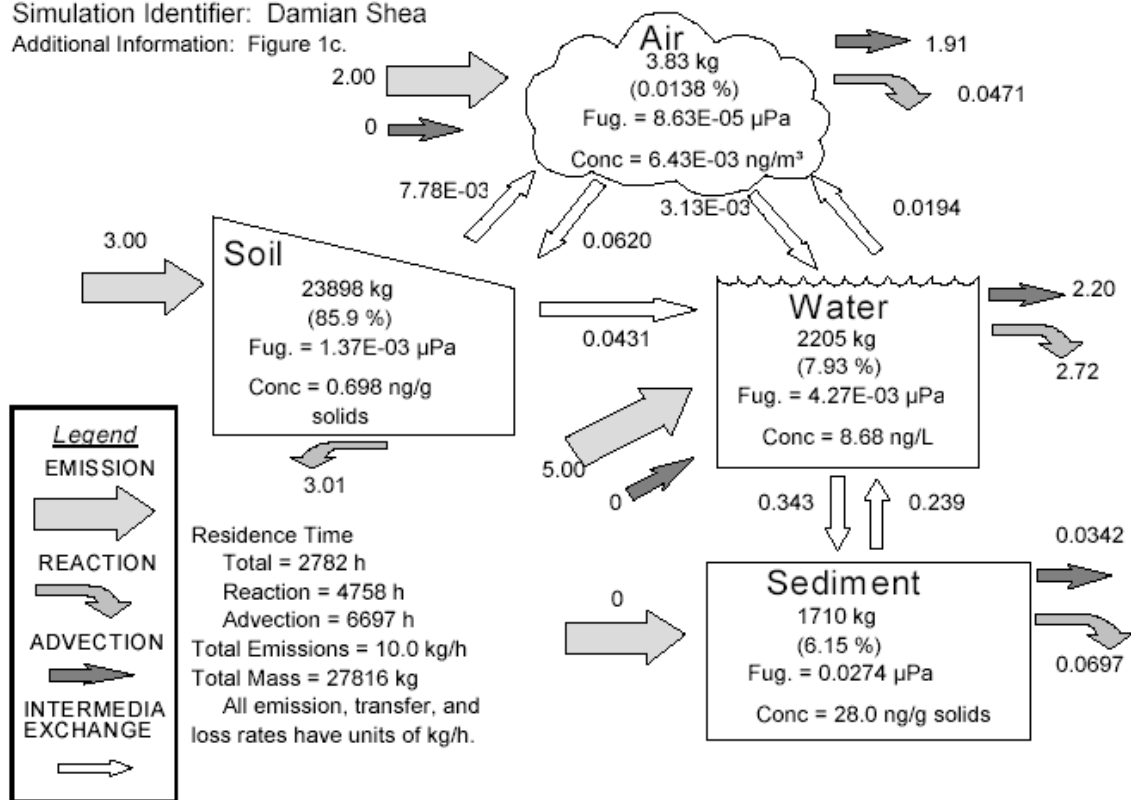 Simulation Identifier: Damian Shea
Additional Information: Figure 1c.
Air
3.83 kg
(0.0138 %)
Fug. = 8.63E-05 µPa
Conc = 6.43E-03 ng/m³
2.00
0
1.91
0.0471
7.78E-03
0.0620
3.13E-03
0.0194
3.00
Soil
23898 kg
(85.9 %)
Fug. = 1.37E-03 µPa
Conc = 0.698 ng/g
solids
3.01
0.0431
Water
2205 kg
(7.93 %)
Fug. = 4.27E-03 µPa
Conc = 8.68 ng/L
2.20
2.72
5.00
0
0.343
0.239
Sediment
1710 kg
(6.15 %)
Fug. = 0.0274 µPa
Conc = 28.0 ng/g solids
0
0.0342
0.0697
Legend
EMISSION
REACTION
ADVECTION
INTERMEDIA
EXCHANGE
Residence Time
Total = 2782 h
Reaction = 4758 h
Advection = 6697 h
Total Emissions = 10.0 kg/h
Total Mass = 27816 kg
All emission, transfer, and
loss rates have units of kg/h.